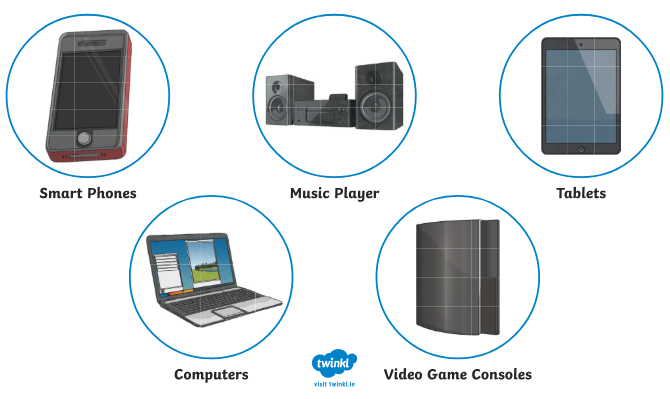 Smart Phones
Music Player
Tablets
Computers
Video Game Consoles
twinkl
visit twinkl.ie